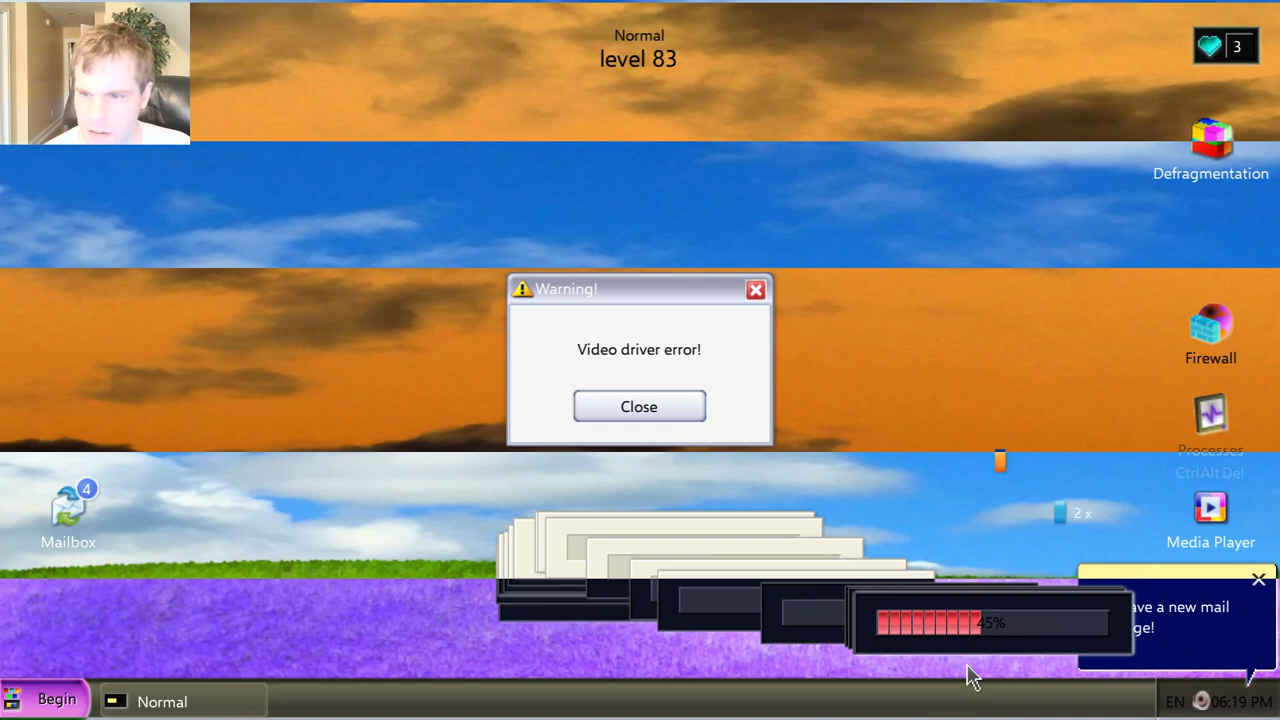 Normal
level 83
3
Defragmentation
Warning!
Video driver error!
Close
Firewall
Processes
CtrlAltDel
4
Mailbox
2 x
Media Player
ave a new mail
ge!
45%
Begin
Normal
EN
06:19 PM